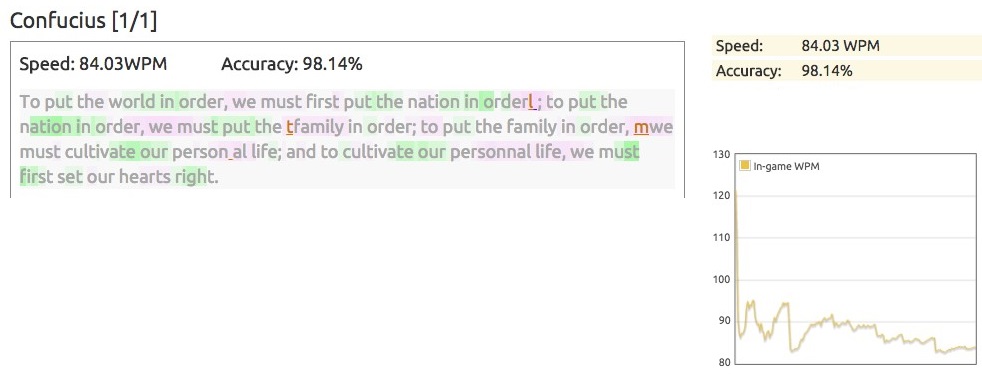 Confucius [1/1]
Speed: 84.03WPM Accuracy: 98.14%
To put the world in order, we must first put the nation in orderl ; to put the
nation in order, we must put the tfamily in order; to put the family in order, mwe
must cultivate our person al life; and to cultivate our personnal life, we must
first set our hearts right.
Speed: 84.03 WPM
Accuracy: 98.14%
130
In-game WPM
120
110
100
90
80